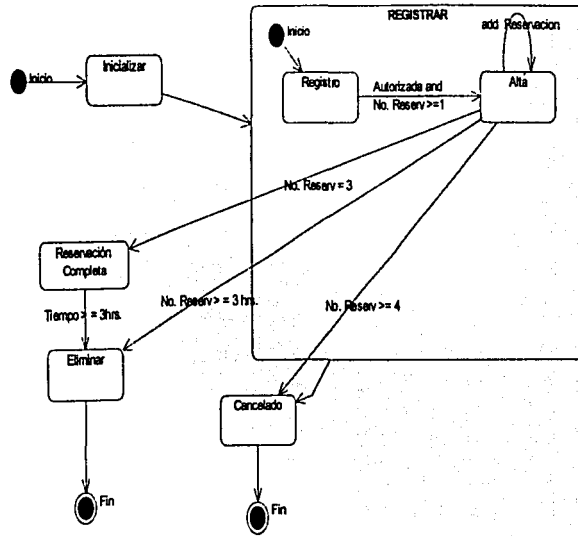 REGISTRAR
Inicio
add Reservacion
Inicio
Inicializar
Registro
Autorizada and
No. Reserv >=1
Alta
No. Reserv = 3
Reservación
Completa
No. Reserv > = 3 hrs.
No. Reserv >= 4
Tiempo > = 3hrs.
Eliminar
Cancelado
Fin
Fin